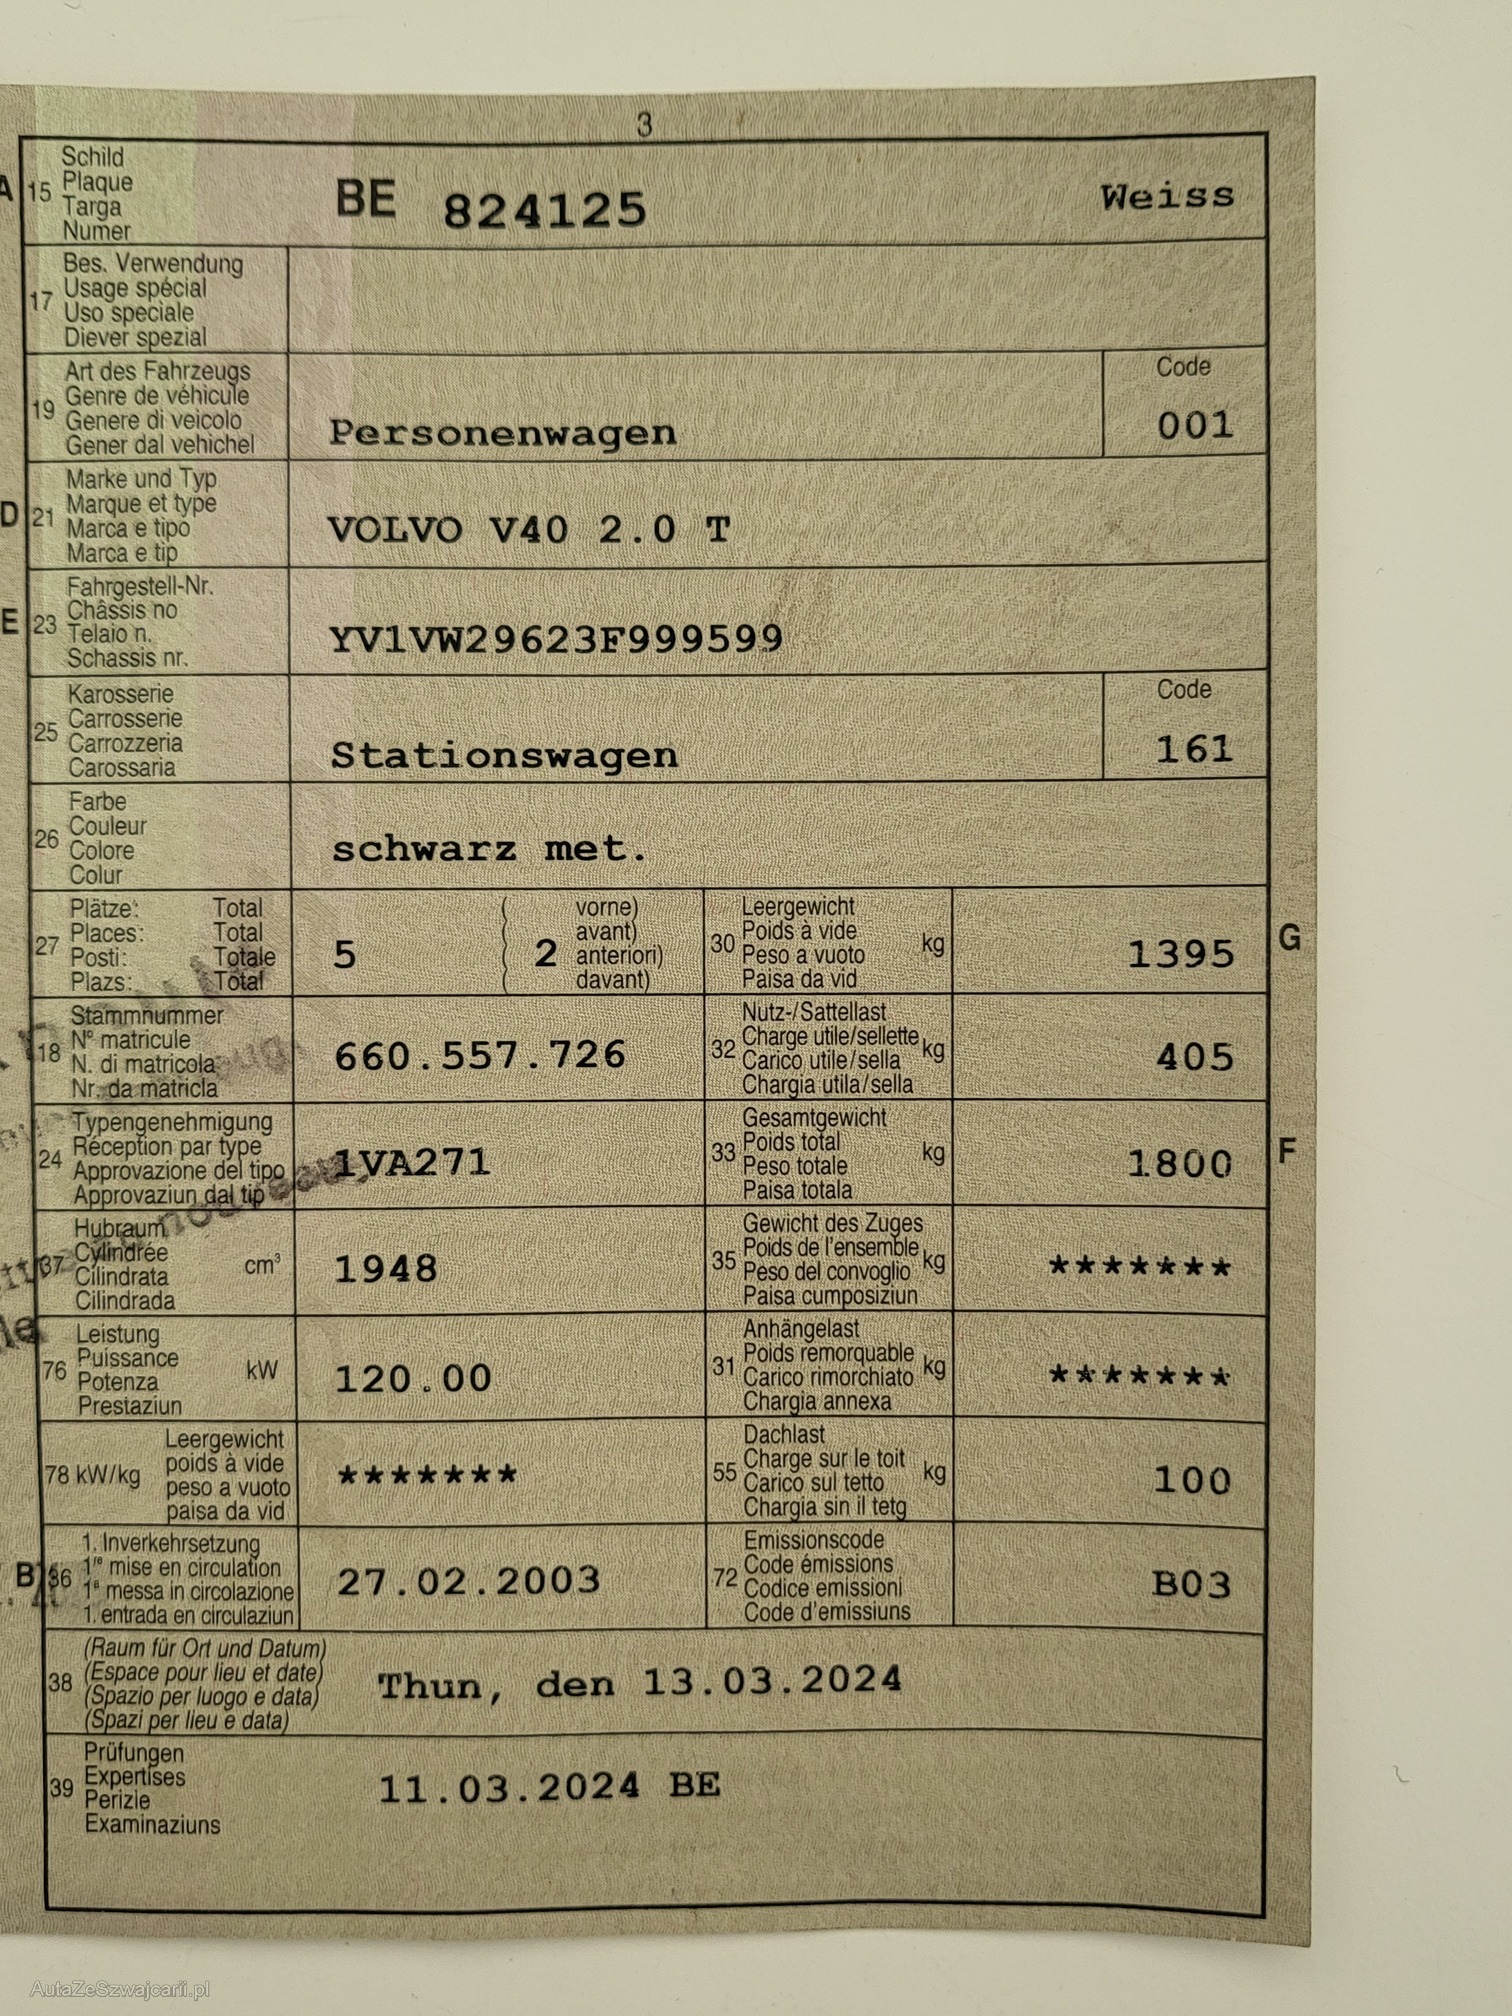 3
A 15 Schild
Plaque
Targa
Numer
BE 824125 Weiss
17 Bes. Verwendung
Usage spécial
Uso speciale
Diever spezial
19 Art des Fahrzeugs
Genre de véhicule
Genere di veicolo
Gener dal vehichel
Personenwagen
Code
001
D 21 Marke und Typ
Marque et type
Marca e tipo
Marca e tip
VOLVO V40 2.0 T
E 23 Fahrgestell-Nr.
Châssis no
Telaio n.
Schassis nr.
YV1VW29623F999599
25 Karosserie
Carrosserie
Carrozzeria
Carossaria
Stationswagen
Code
161
26 Farbe
Couleur
Colore
Colur
schwarz met.
27 Plätze: Total
Places: Total
Posti: Totale
Plazs: Total
5 ( 2 vorne)
avant)
anteriori)
davant)
30 Leergewicht
Poids à vide
Peso a vuoto
Paisa da vid
kg
1395
G
18 Stammnummer
N° matricule
N. di matricola
Nr. da matricla
660.557.726
32 Nutz-/Sattellast
Charge utile/sellette
Carico utile/sella
Chargia utila/sella
kg
405
24 Typengenehmigung
Réception par type
Approvazione del tipo
Approvaziun dal tip
1VA271
33 Gesamtgewicht
Poids total
Peso totale
Paisa totala
kg
1800
F
37 Hubraum
Cylindrée
Cilindrata
Cilindrada
cm³
1948
35 Gewicht des Zuges
Poids de l'ensemble
Peso del convoglio
Paisa cumposiziun
kg
*******
76 Leistung
Puissance
Potenza
Prestaziun
kW
120.00
31 Anhängelast
Poids remorquable
Carico rimorchiato
Chargia annexa
kg
*******
78 kW/kg Leergewicht
poids à vide
peso a vuoto
paisa da vid
*******
55 Dachlast
Charge sur le toit
Carico sul tetto
Chargia sin il tetg
kg
100
B 36 1. Inverkehrsetzung
1re mise en circulation
1a messa in circolazione
1. entrada en circulaziun
27.02.2003
72 Emissionscode
Code émissions
Codice emissioni
Code d'emissiuns
B03
38 (Raum für Ort und Datum)
(Espace pour lieu et date)
(Spazio per luogo e data)
(Spazi per lieu e data)
Thun, den 13.03.2024
39 Prüfungen
Expertises
Perizie
Examinaziuns
11.03.2024 BE
AutaZeSzwajcarii.pl